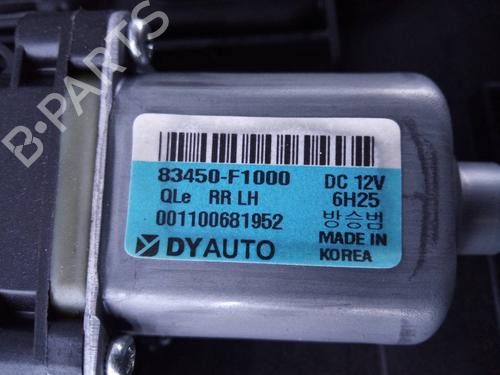 B-PARTS
83450-F1000 DC 12V
QLe RR LH 6H25
001100681952 방승범
DYAUTO MADE IN
KOREA